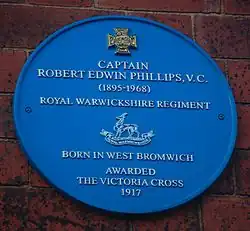 CAPTAIN
ROBERT EDWIN PHILLIPS, V.C.
(1895-1968)
ROYAL WARWICKSHIRE REGIMENT
BORN IN WEST BROMWICH
AWARDED
THE VICTORIA CROSS
1917